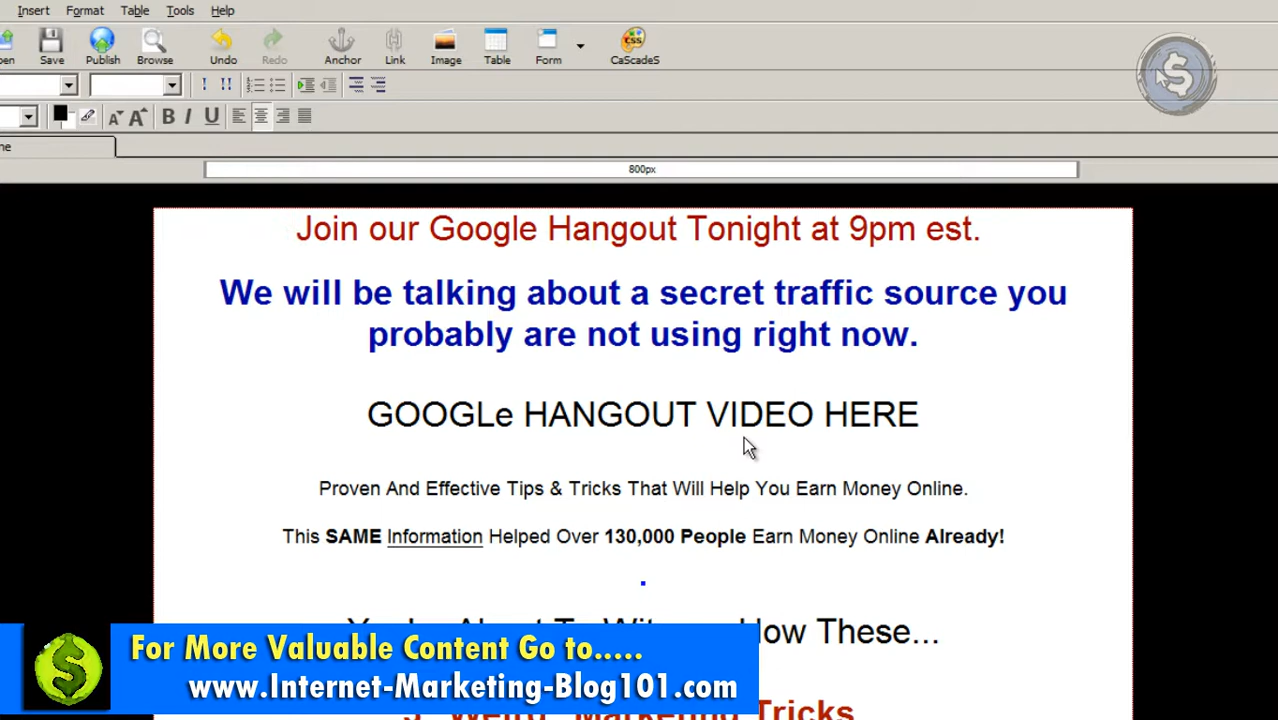 Insert Format Table Tools Help
Save Publish Browse Undo Redo Anchor Link Image Table Form CaScadeS
B I U
800px
Join our Google Hangout Tonight at 9pm est.
We will be talking about a secret traffic source you
probably are not using right now.
GOOGLe HANGOUT VIDEO HERE
Proven And Effective Tips & Tricks That Will Help You Earn Money Online.
This SAME Information Helped Over 130,000 People Earn Money Online Already!
About To How These...
Marketing Tricks
For More Valuable Content Go to.....
www.Internet-Marketing-Blog101.com